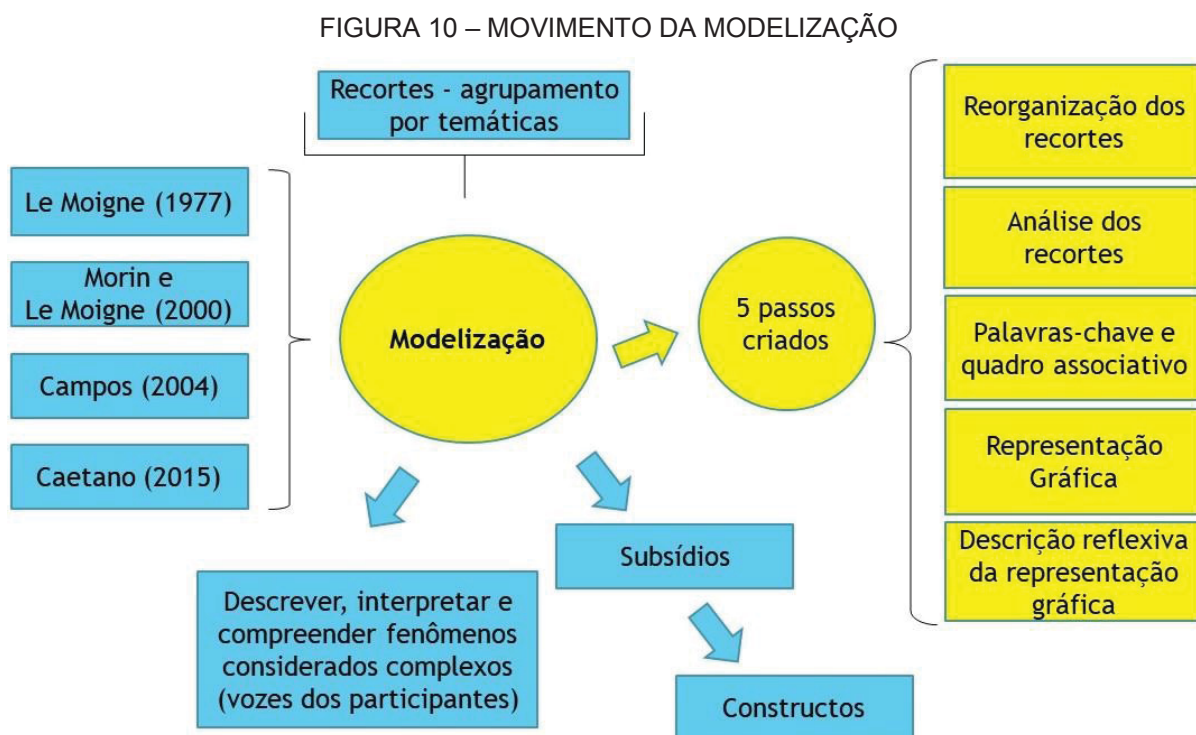 FIGURA 10 – MOVIMENTO DA MODELIZAÇÃO
Recortes - agrupamento
por temáticas
Le Moigne (1977)
Morin e
Le Moigne (2000)
Campos (2004)
Caetano (2015)
Modelização
5 passos
criados
Reorganização dos
recortes
Análise dos
recortes
Palavras-chave e
quadro associativo
Representação
Gráfica
Descrição reflexiva
da representação
gráfica
Descrever, interpretar e
compreender fenômenos
considerados complexos
(vozes dos participantes)
Subsídios
Constructos